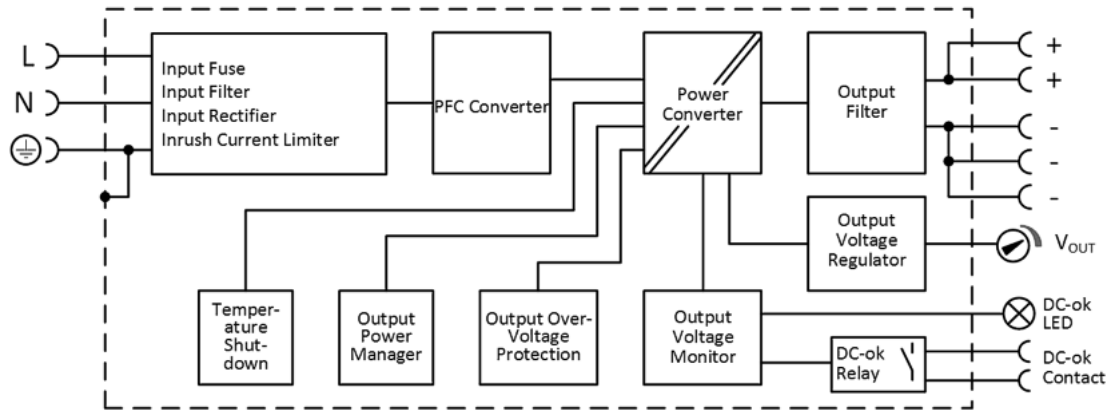 L
N
Input Fuse
Input Filter
Input Rectifier
Inrush Current Limiter
PFC Converter
Power
Converter
Output
Filter
+
+
-
-
-
Output
Voltage
Regulator
VOUT
Temper-
ature
Shut-
down
Output
Power
Manager
Output Over-
Voltage
Protection
Output
Voltage
Monitor
DC-ok
Relay
DC-ok
LED
DC-ok
Contact